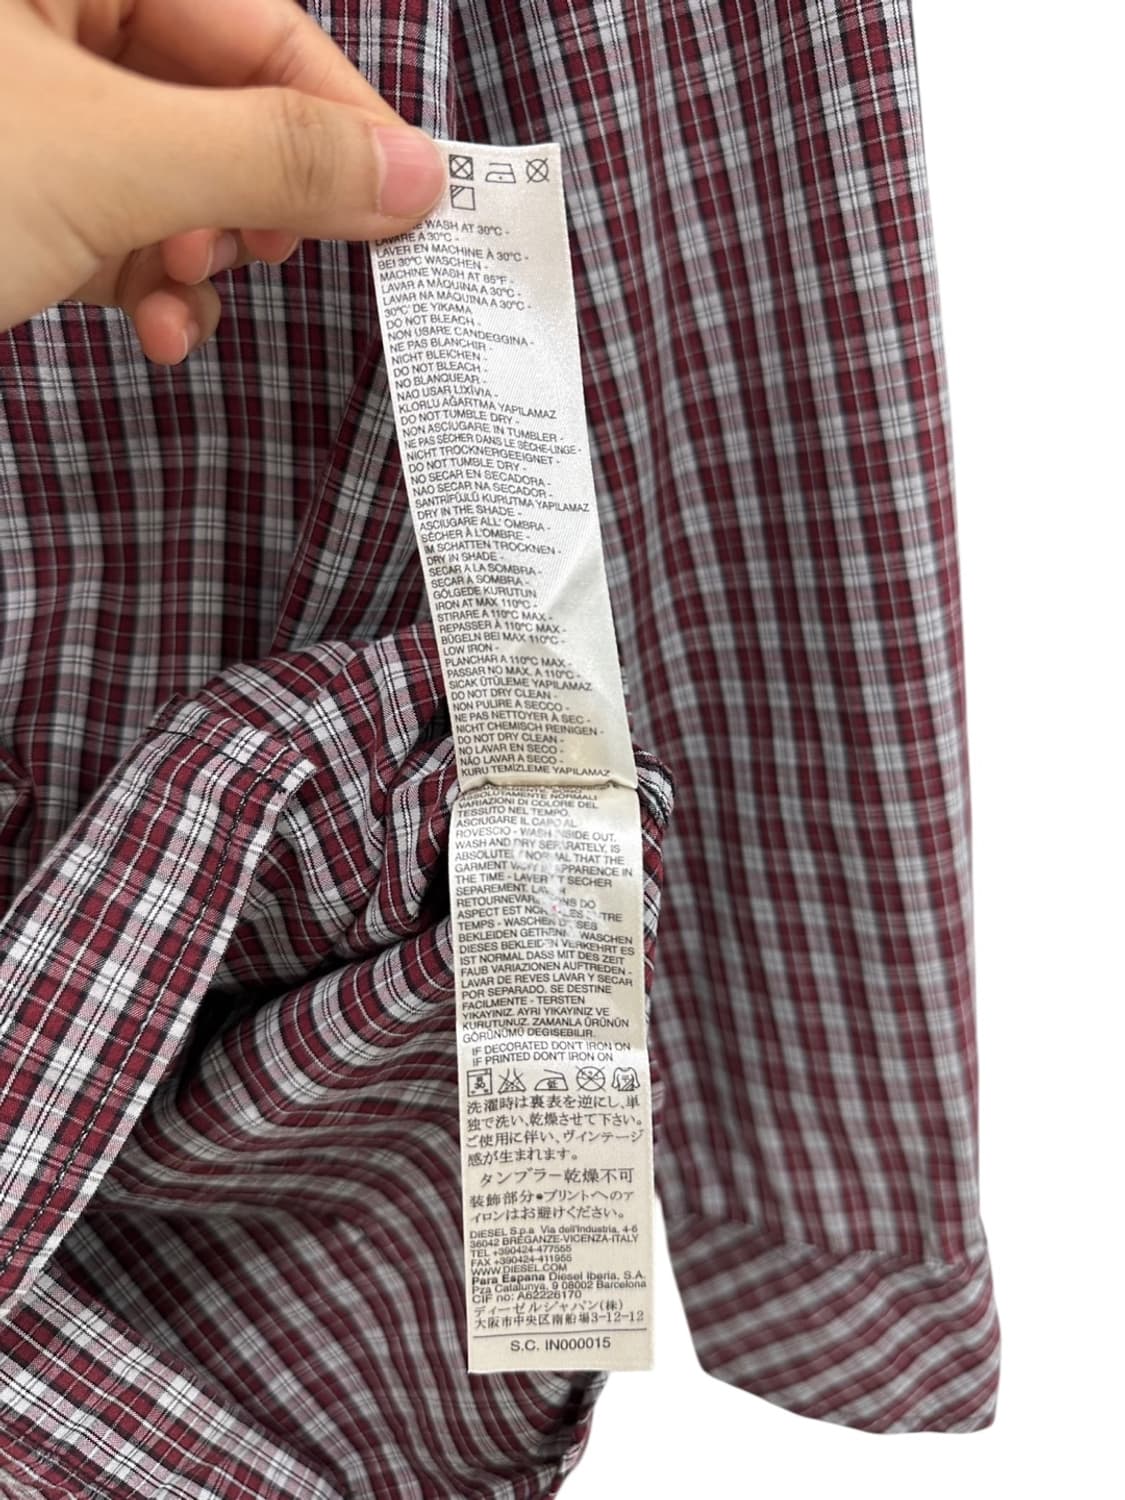 WASH AT 30°C -
LAVARE A 30°C -
LAVER EN MACHINE À 30°C -
BEI 30°C WASCHEN -
MACHINE WASH AT 85°F -
LAVAR A MÁQUINA A 30°C -
LAVAR NA MÁQUINA A 30°C -
30°C' DE YIKAMA
DO NOT BLEACH -
NON USARE CANDEGGINA -
NE PAS BLANCHIR -
NICHT BLEICHEN -
DO NOT BLEACH -
NO BLANQUEAR -
NAO USAR LIXÍVIA -
KLORLU AĞARTMA YAPILAMAZ
DO NOT TUMBLE DRY -
NON ASCIUGARE IN TUMBLER -
NE PAS SÉCHER DANS LE SÈCHE-LINGE -
NICHT TROCKNERGEEIGNET -
DO NOT TUMBLE DRY -
NO SECAR EN SECADORA -
NAO SECAR NA SECADOR -
SANTRİFÜJLÜ KURUTMA YAPILAMAZ
DRY IN THE SHADE -
ASCIUGARE ALL' OMBRA -
SÉCHER À L'OMBRE -
IM SCHATTEN TROCKNEN -
DRY IN SHADE -
SECAR A LA SOMBRA -
SECAR À SOMBRA -
GÖLGEDE KURUTUN
IRON AT MAX 110°C -
STIRARE A 110°C MAX -
REPASSER À 110°C MAX -
BÜGELN BEI MAX 110°C -
LOW IRON -
PLANCHAR A 110°C MAX -
PASSAR NO MAX. A 110°C -
SICAK ÜTÜLEME YAPILAMAZ
DO NOT DRY CLEAN -
NON PULIRE A SECCO -
NE PAS NETTOYER À SEC -
NICHT CHEMISCH REINIGEN -
DO NOT DRY CLEAN -
NO LAVAR EN SECO -
NÃO LAVAR A SECO -
KURU TEMİZLEME YAPILAMAZ
ASSOLUTAMENTE NORMALI
VARIAZIONI DI COLORE DEL
TESSUTO NEL TEMPO.
ASCIUGARE IL CAPO AL
ROVESCIO - WASH INSIDE OUT.
WASH AND DRY SEPARATELY. IS
NORMAL THAT THE
GARMENT APPARENCE IN
THE TIME - LAVER SECHER
SEPAREMENT.
DO
ASPECT EST
TEMPS - WASCHEN
BEKLEIDEN WASCHEN
DIESES BEKLEIDEN VERKEHRT ES
IST NORMAL DASS MIT DES ZEIT
FAUB VARIAZIONEN AUFTREDEN -
LAVAR DE REVES LAVAR Y SECAR
POR SEPARADO. SE DESTINE
FACILMENTE - TERSTEN
YIKAYINIZ. AYRI YIKAYINIZ VE
KURUTUNUZ. ZAMANLA ÜRÜNÜN
GÖRÜNÜMÜ DEGISEBILIR.
IF DECORATED DON'T IRON ON
IF PRINTED DON'T IRON ON
洗濯時は裏表を逆にし、単
独で洗い、乾燥させて下さい。
ご使用に伴い、ヴィンテージ
感が生まれます。
タンブラー乾燥不可
装飾部分●プリントへのア
イロンはお避けください。
DIESEL S.p.a Via dell'Industria, 4-6
36042 BREGANZE-VICENZA-ITALY
TEL +390424-477555
FAX +390424-411955
WWW.DIESEL.COM
Para Espana Diesel Iberia, S.A.
Pza Catalunya, 9 08002 Barcelona
CIF no: A62226170
ディーゼルジャパン(株)
大阪市中央区南船場3-12-12
S.C. IN000015